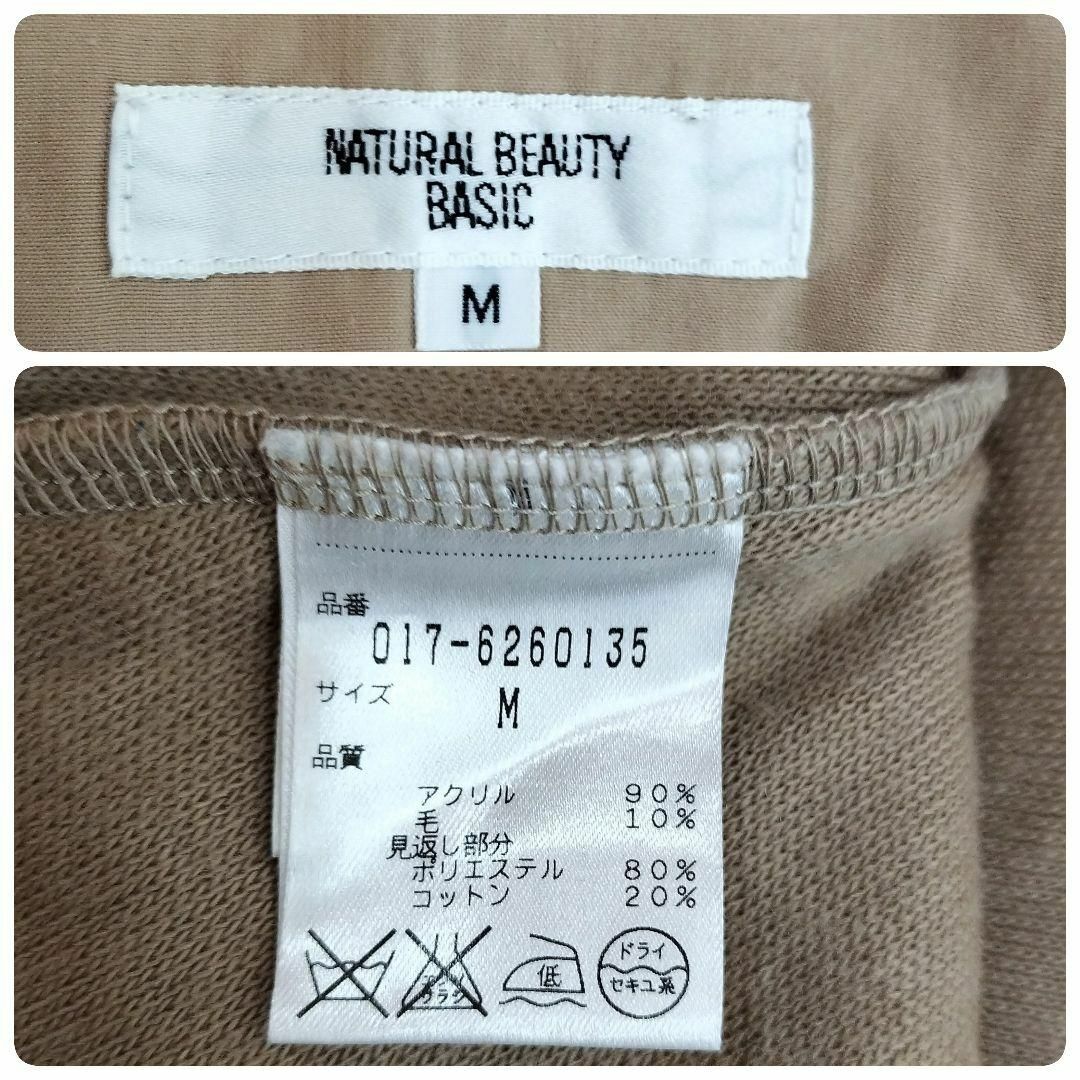 NATURAL BEAUTY
BASIC
M
品番
017-6260135
サイズ
M
品質
アクリル 90%
毛 10%
見返し部分
ポリエステル 80%
コットン 20%
低
ドライ
セキユ系